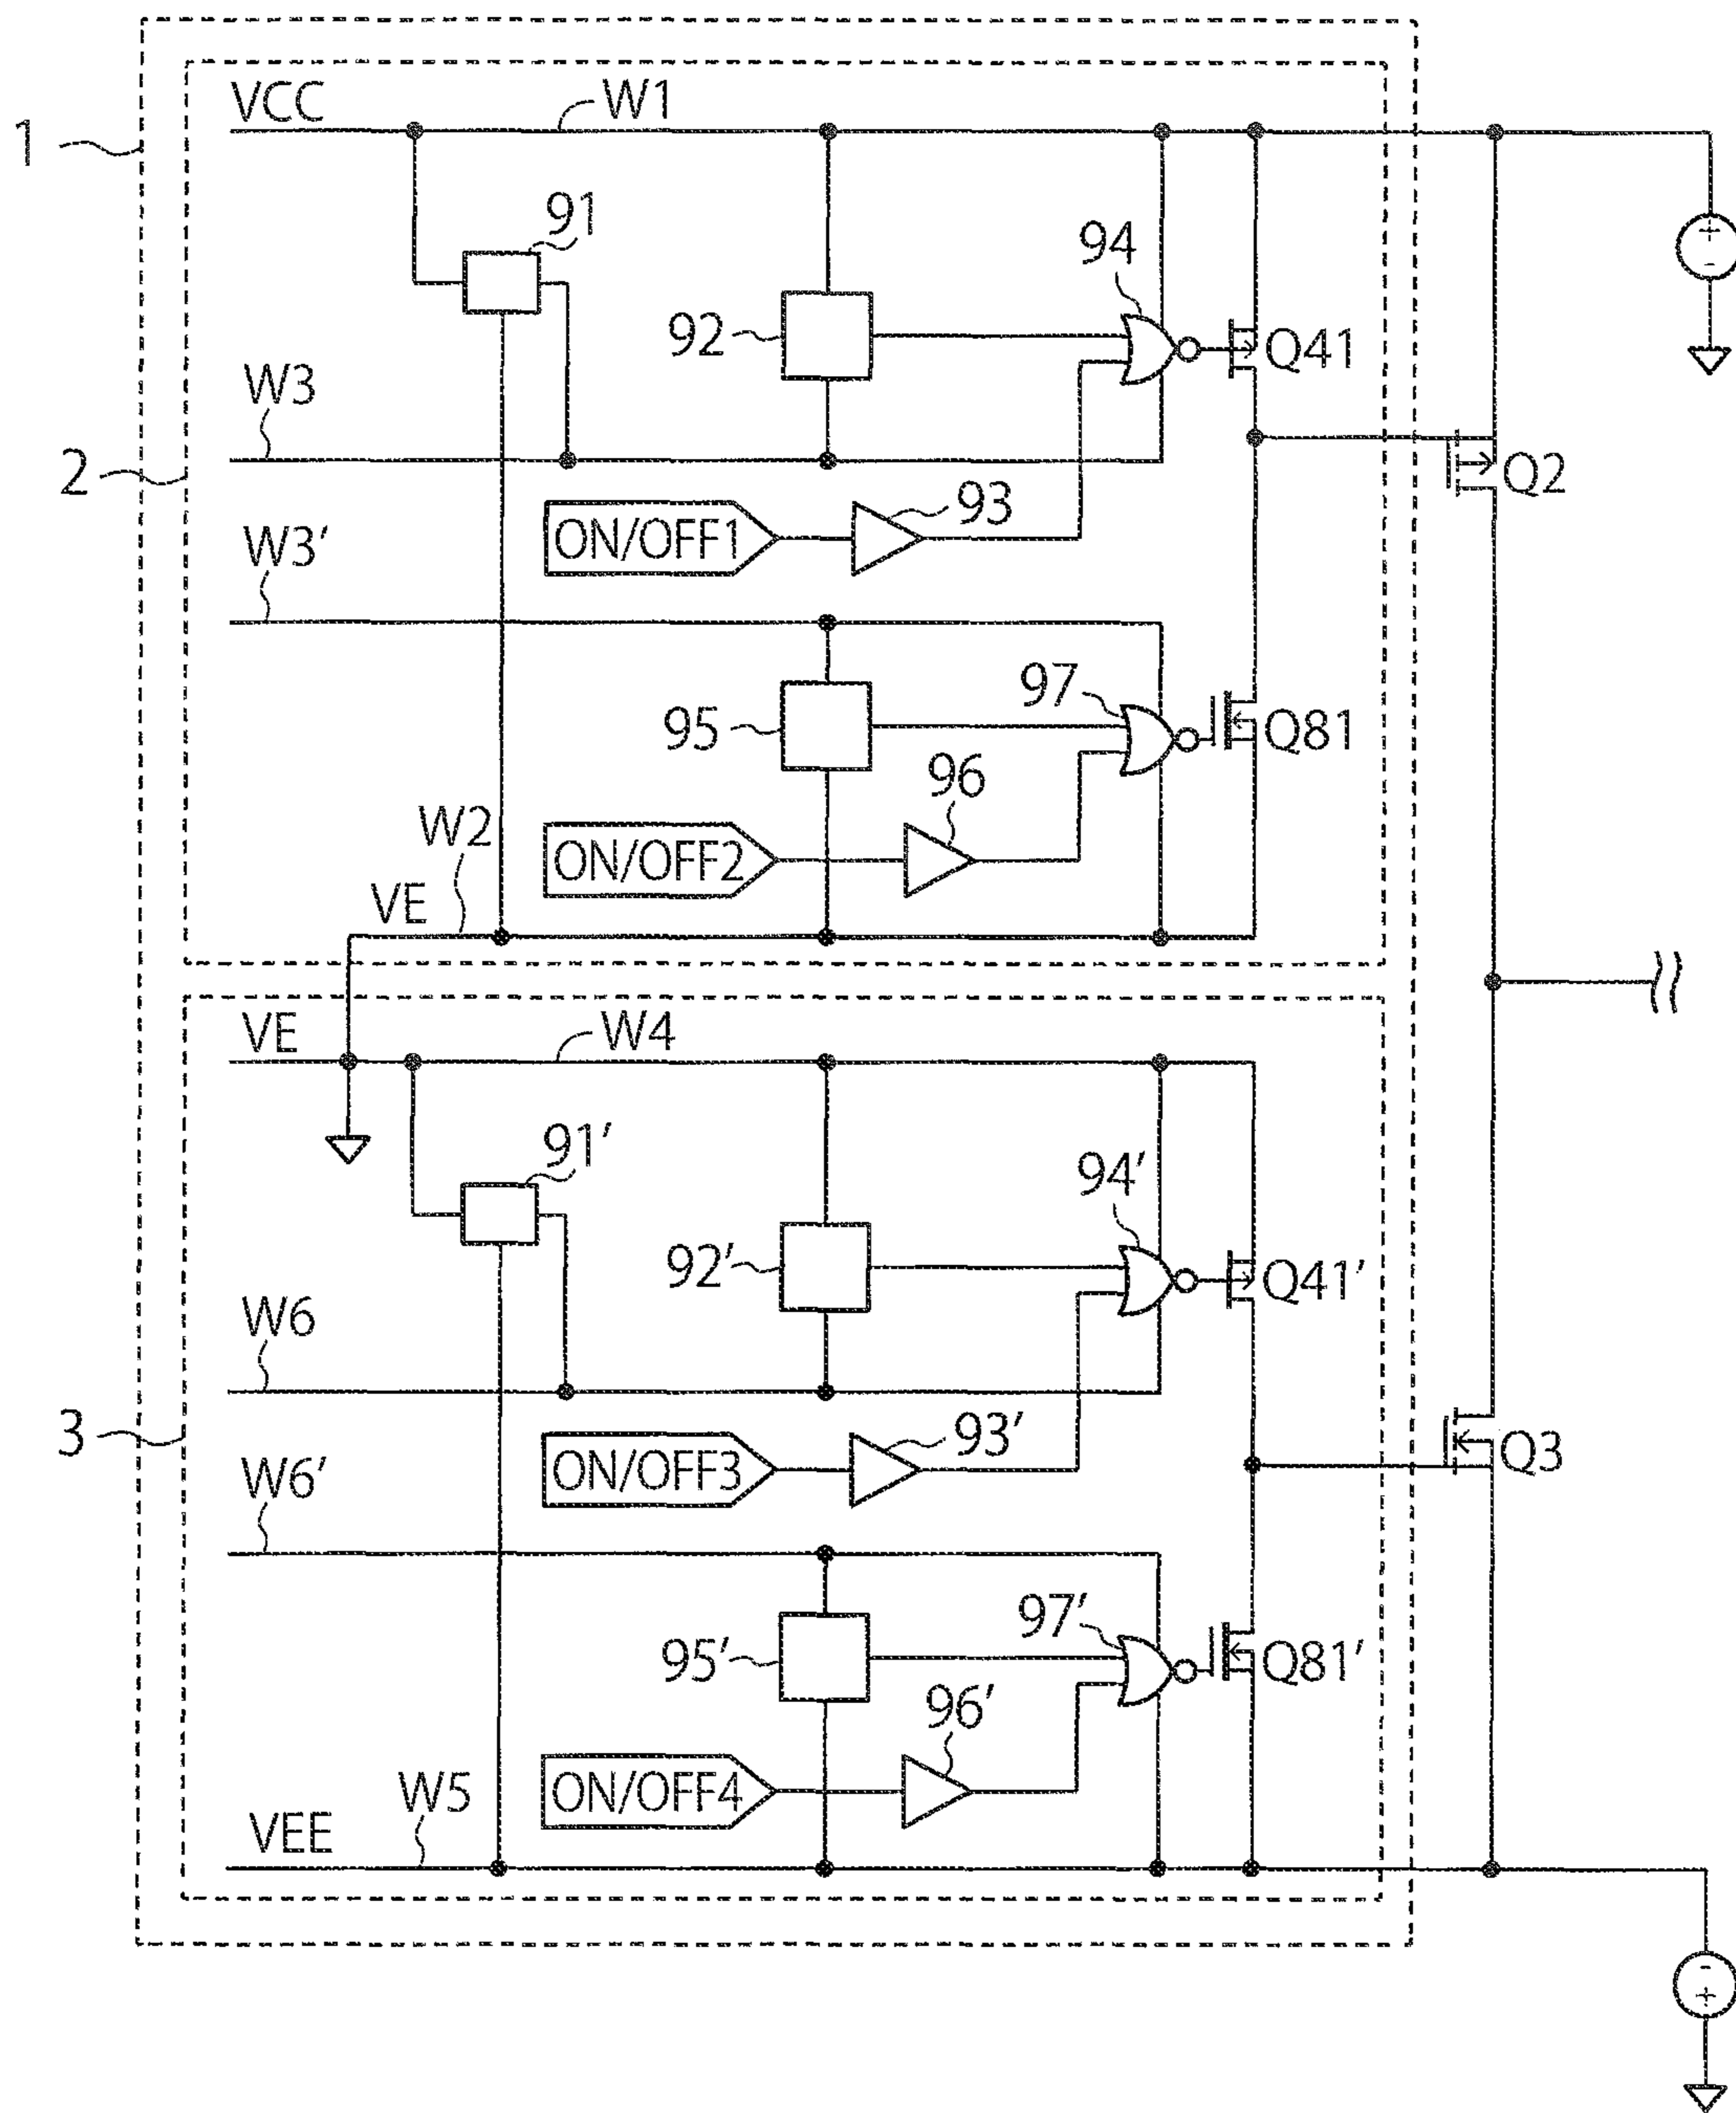 VCC
W1
1
91
94
92
Q41
W3
2
Q2
93
ON/OFF1
W3′
97
95
Q81
96
W2
ON/OFF2
VE
VE
W4
91′
94′
92′
Q41′
W6
3
93′
Q3
ON/OFF3
W6′
97′
95′
Q81′
96′
W5
ON/OFF4
VEE